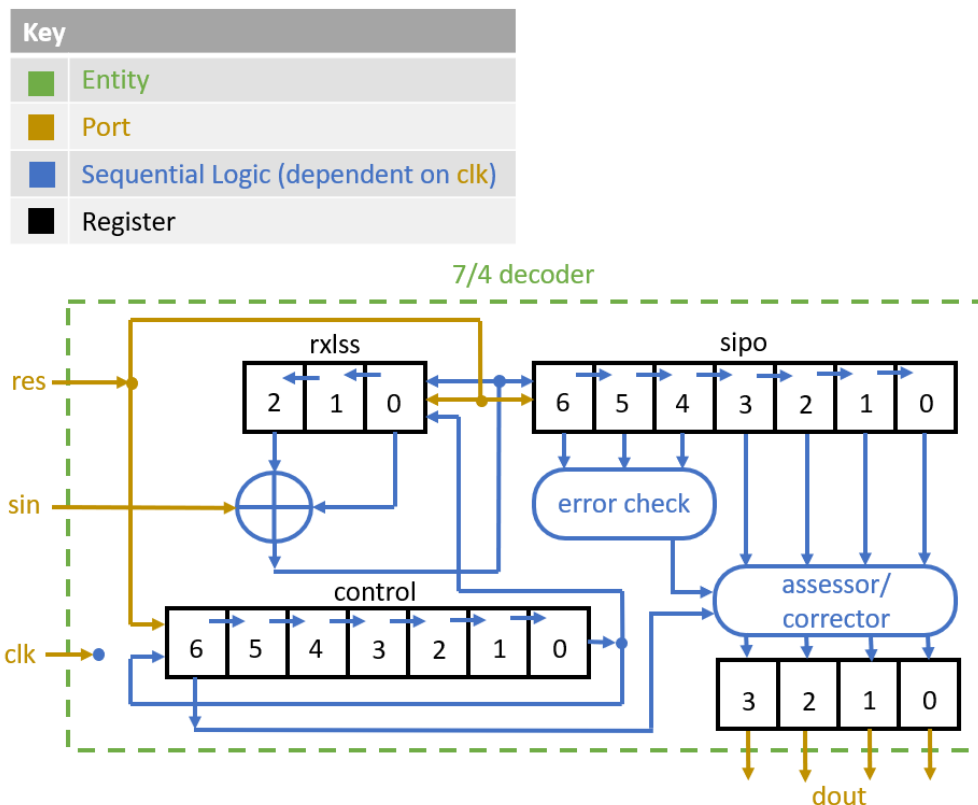 Key
Entity
Port
Sequential Logic (dependent on clk)
Register
7/4 decoder
rxlss
sipo
res
2 1 0
6 5 4 3 2 1 0
sin
error check
control
assessor/
corrector
clk
6 5 4 3 2 1 0
3 2 1 0
dout